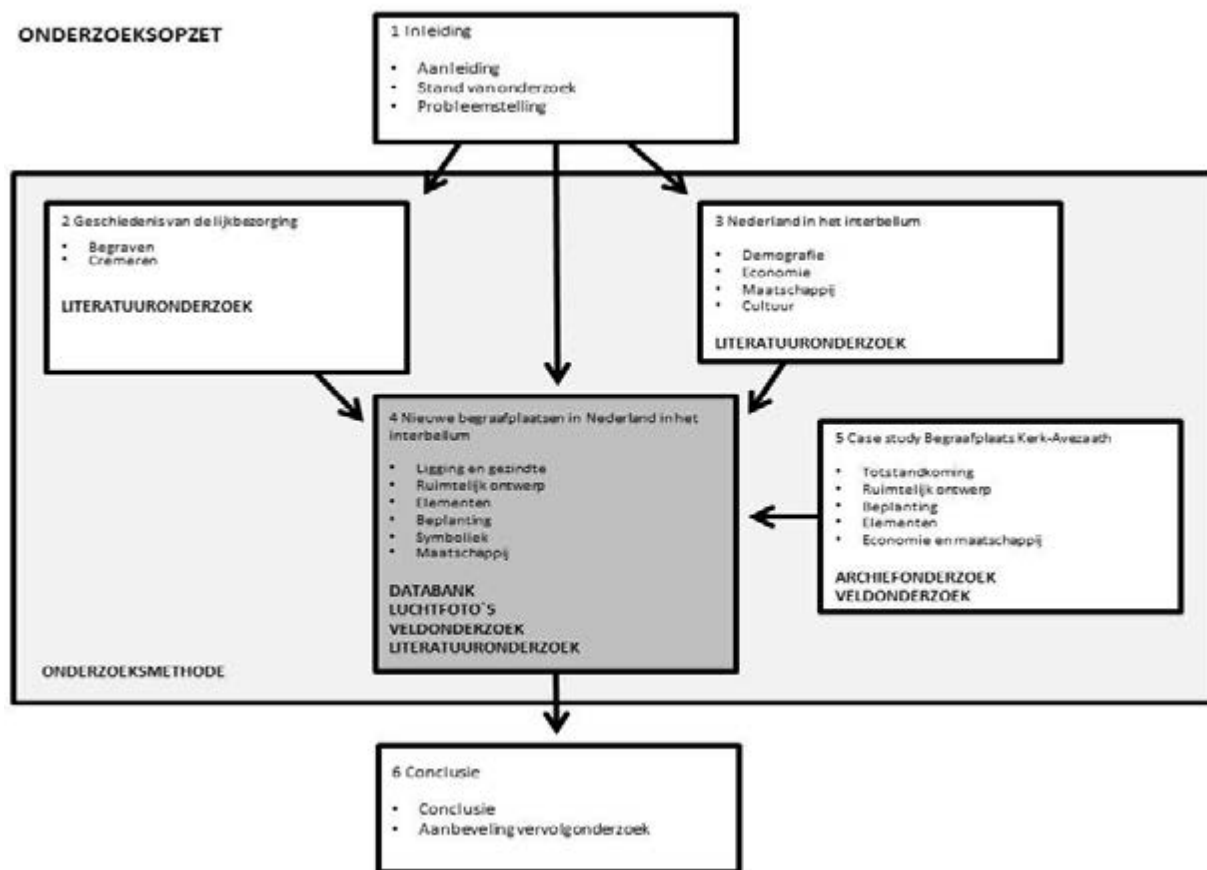 ONDERZOEKSOPZET
1 Inleiding
• Aanleiding
• Stand van onderzoek
• Probleemstelling
2 Geschiedenis van de lijkbezorging
• Begraven
• Cremeren
LITERATUURONDERZOEK
3 Nederland in het interbellum
• Demografie
• Economie
• Maatschappij
• Cultuur
LITERATUURONDERZOEK
4 Nieuwe begraafplaatsen in Nederland in het
interbellum
• Ligging en gezindte
• Ruimtelijk ontwerp
• Elementen
• Beplanting
• Symboliek
• Maatschappij
DATABANK
LUCHTFOTO`S
VELDONDERZOEK
LITERATUURONDERZOEK
5 Case study Begraafplaats Kerk-Avezaath
• Totstandkoming
• Ruimtelijk ontwerp
• Beplanting
• Elementen
• Economie en maatschappij
ARCHIEFONDERZOEK
VELDONDERZOEK
ONDERZOEKSMETHODE
6 Conclusie
• Conclusie
• Aanbeveling vervolgonderzoek